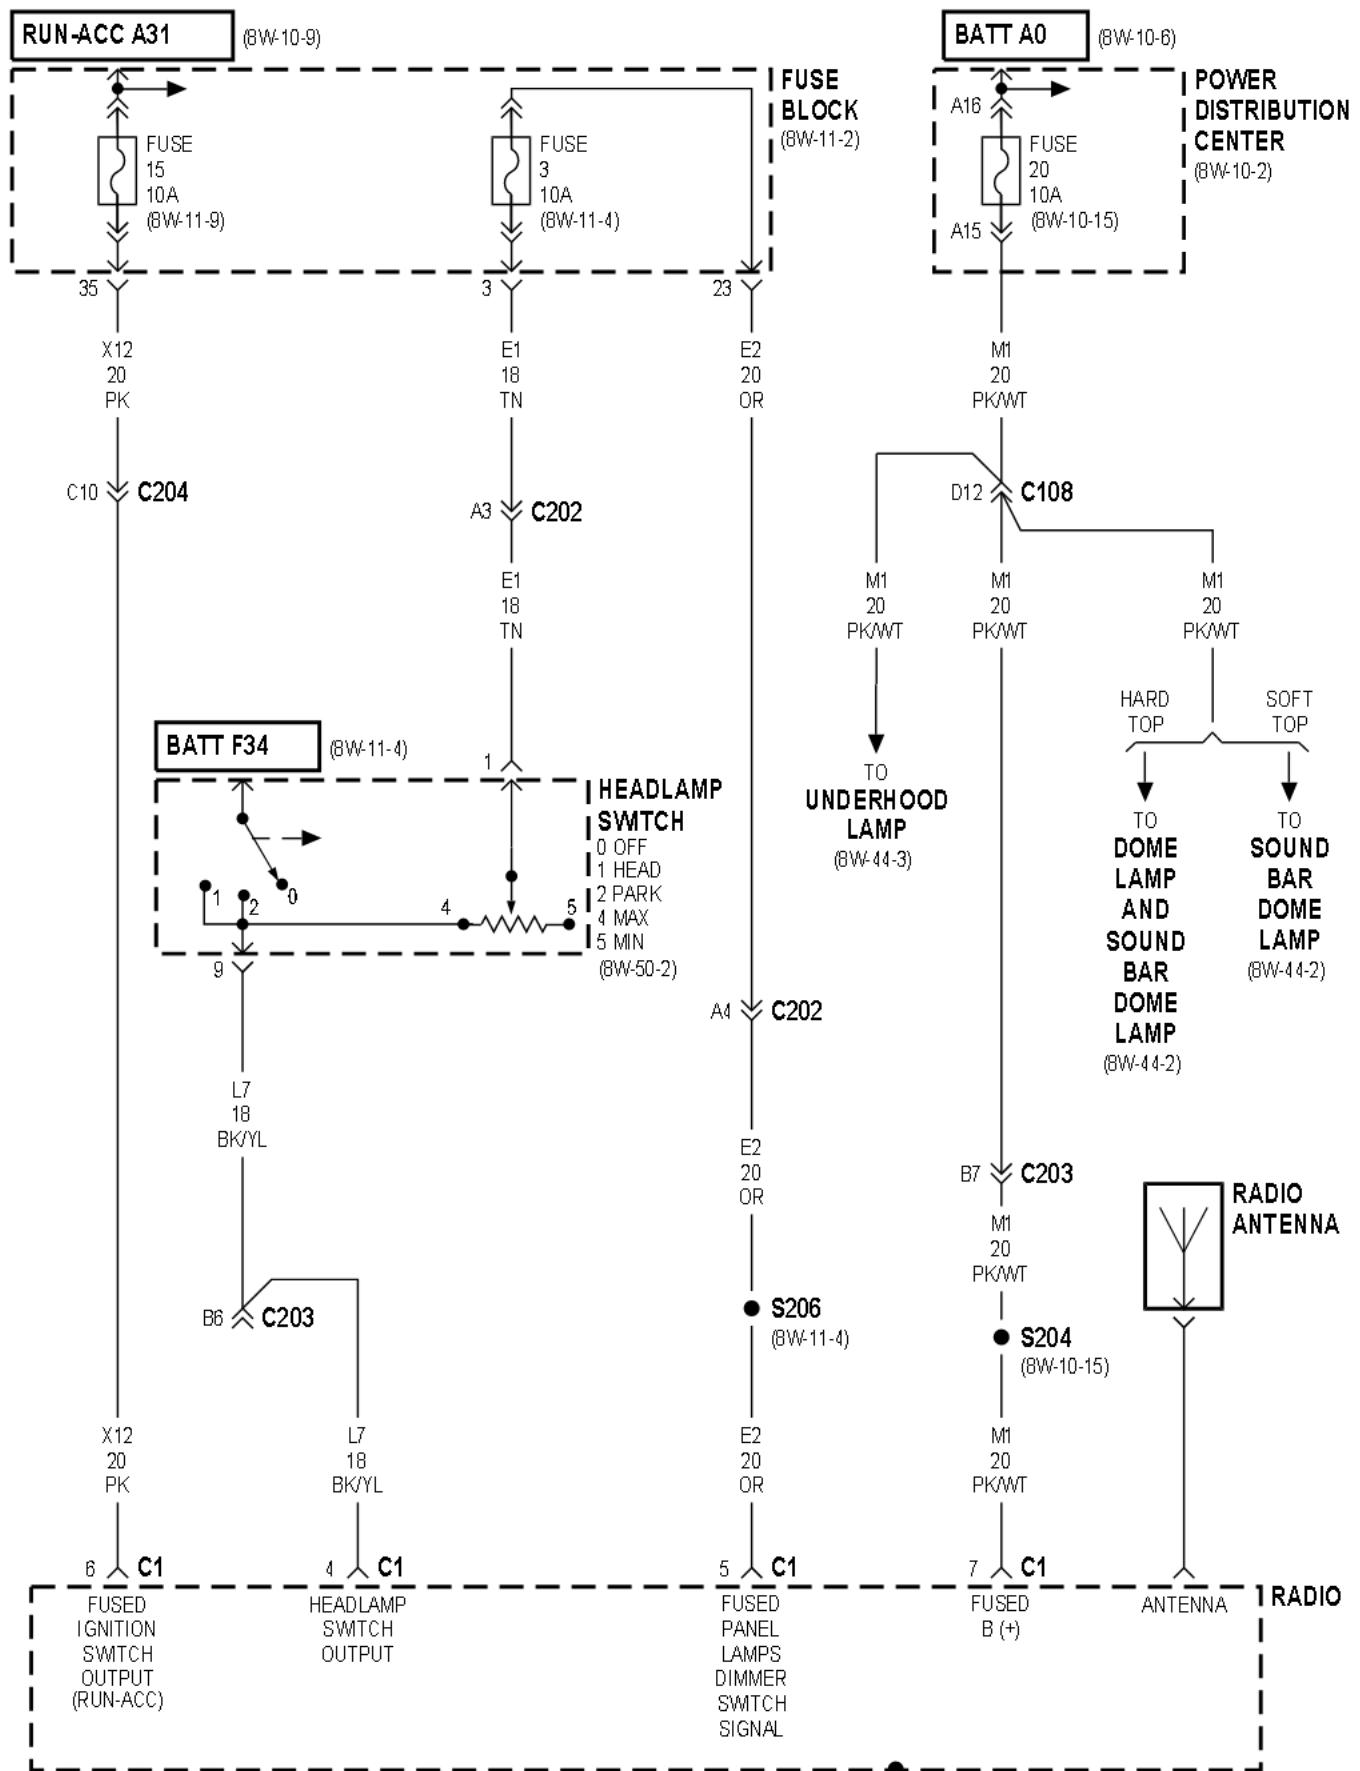 RUN-ACC A31
(8W-10-9)
BATT A0
(8W-10-6)
FUSE
BLOCK
(8W-11-2)
POWER
DISTRIBUTION
CENTER
(8W-10-2)
FUSE
15
10A
(8W-11-9)
FUSE
3
10A
(8W-11-4)
A16
FUSE
20
10A
(8W-10-15)
A15
35
3
23
X12
20
PK
E1
18
TN
E2
20
OR
M1
20
PK/WT
C10
C204
A3
C202
D12
C108
E1
18
TN
M1
20
PK/WT
M1
20
PK/WT
M1
20
PK/WT
HARD
TOP
SOFT
TOP
BATT F34
(8W-11-4)
1
HEADLAMP
SWITCH
0 OFF
1 HEAD
2 PARK
4 MAX
5 MIN
(8W-50-2)
1
2
0
4
5
9
TO
UNDERHOOD
LAMP
(8W-44-3)
TO
DOME
LAMP
AND
SOUND
BAR
DOME
LAMP
(8W-44-2)
TO
SOUND
BAR
DOME
LAMP
(8W-44-2)
A4
C202
L7
18
BK/YL
E2
20
OR
B7
C203
M1
20
PK/WT
RADIO
ANTENNA
B6
C203
S206
(8W-11-4)
S204
(8W-10-15)
X12
20
PK
L7
18
BK/YL
E2
20
OR
M1
20
PK/WT
6
C1
4
C1
5
C1
7
C1
RADIO
FUSED
IGNITION
SWITCH
OUTPUT
(RUN-ACC)
HEADLAMP
SWITCH
OUTPUT
FUSED
PANEL
LAMPS
DIMMER
SWITCH
SIGNAL
FUSED
B (+)
ANTENNA